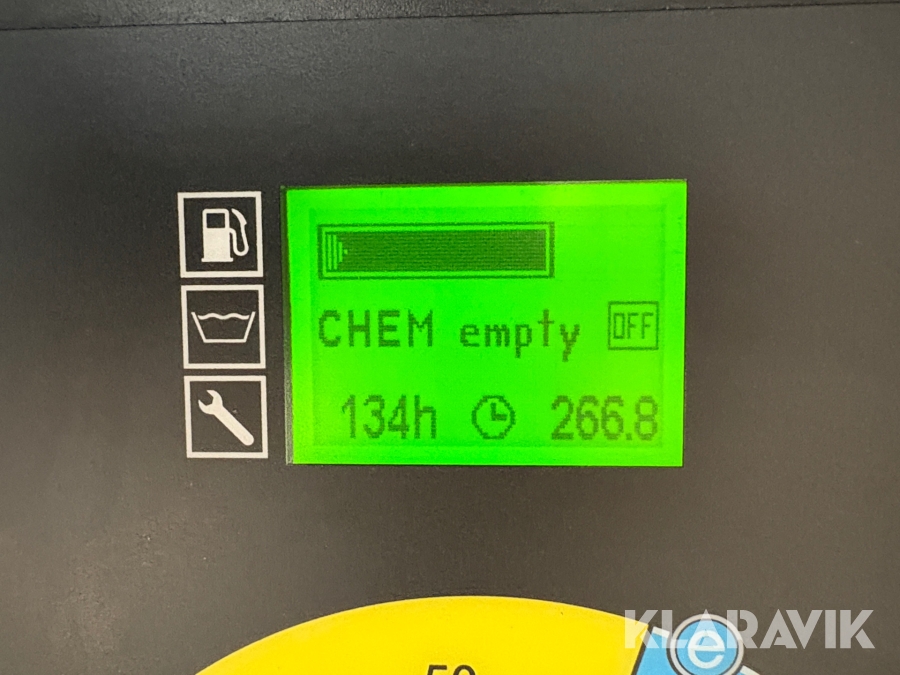 CHEM empty OFF
134h 266.8
KLARAVIK
e